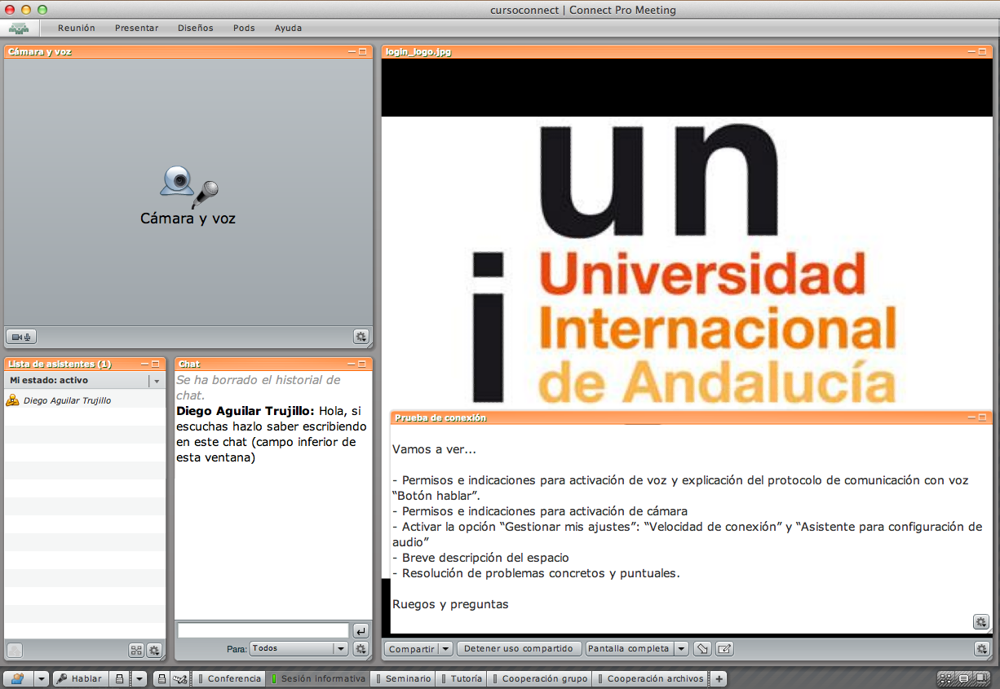 cursoconnect | Connect Pro Meeting
Reunión Presentar Diseños Pods Ayuda
Cámara y voz
Cámara y voz
Lista de asistentes (1)
Mi estado: activo
Diego Aguilar Trujillo
Chat
Se ha borrado el historial de
chat.
Diego Aguilar Trujillo: Hola, si
escuchas hazlo saber escribiendo
en este chat (campo inferior de
esta ventana)
Para: Todos
login_logo.jpg
un
i
Universidad
Internacional
de Andalucía
Prueba de conexión
Vamos a ver...
- Permisos e indicaciones para activación de voz y explicación del protocolo de comunicación con voz
“Botón hablar”.
- Permisos e indicaciones para activación de cámara
- Activar la opción “Gestionar mis ajustes”: “Velocidad de conexión” y “Asistente para configuración de
audio”
- Breve descripción del espacio
- Resolución de problemas concretos y puntuales.
Ruegos y preguntas
Compartir Detener uso compartido Pantalla completa
Hablar Conferencia Sesión informativa Seminario Tutoría Cooperación grupo Cooperación archivos +